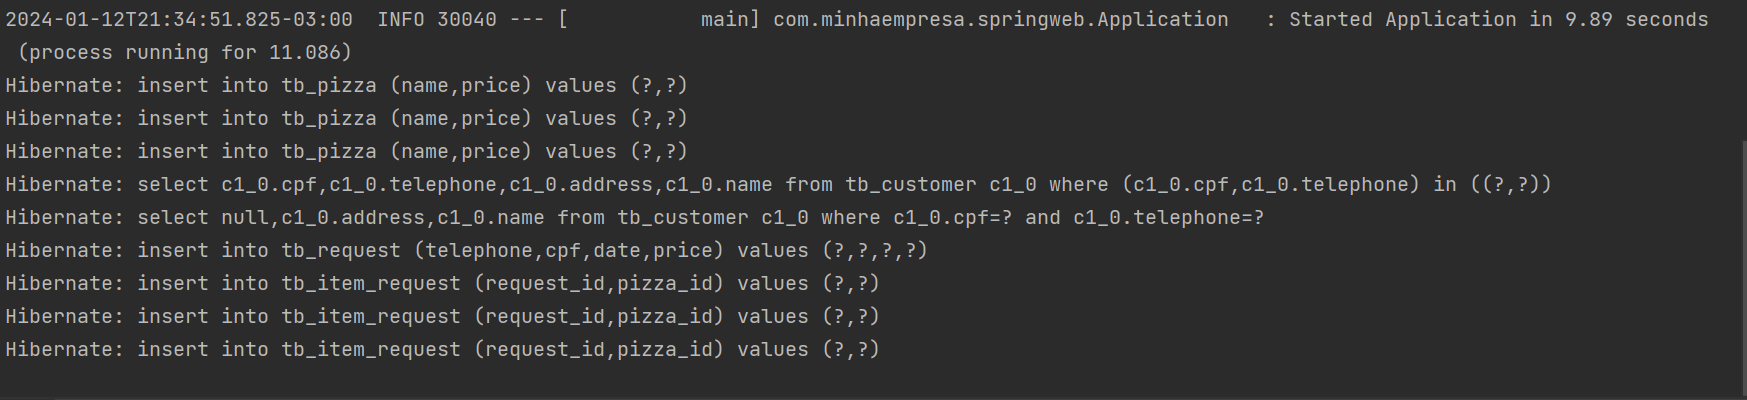 2024-01-12T21:34:51.825-03:00  INFO 30040 --- [           main] com.minhaempresa.springweb.Application   : Started Application in 9.89 seconds
 (process running for 11.086)
Hibernate: insert into tb_pizza (name,price) values (?,?)
Hibernate: insert into tb_pizza (name,price) values (?,?)
Hibernate: insert into tb_pizza (name,price) values (?,?)
Hibernate: select c1_0.cpf,c1_0.telephone,c1_0.address,c1_0.name from tb_customer c1_0 where (c1_0.cpf,c1_0.telephone) in ((?,?))
Hibernate: select null,c1_0.address,c1_0.name from tb_customer c1_0 where c1_0.cpf=? and c1_0.telephone=?
Hibernate: insert into tb_request (telephone,cpf,date,price) values (?,?,?,?)
Hibernate: insert into tb_item_request (request_id,pizza_id) values (?,?)
Hibernate: insert into tb_item_request (request_id,pizza_id) values (?,?)
Hibernate: insert into tb_item_request (request_id,pizza_id) values (?,?)